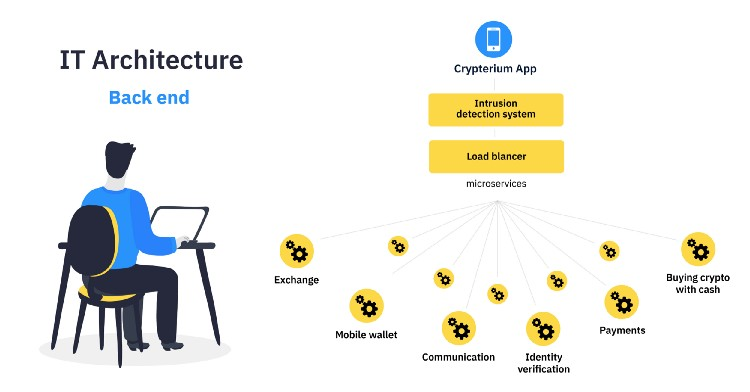 IT Architecture
Back end
Crypterium App
Intrusion
detection system
Load blancer
microservices
Exchange
Mobile wallet
Communication
Identity
verification
Payments
Buying crypto
with cash